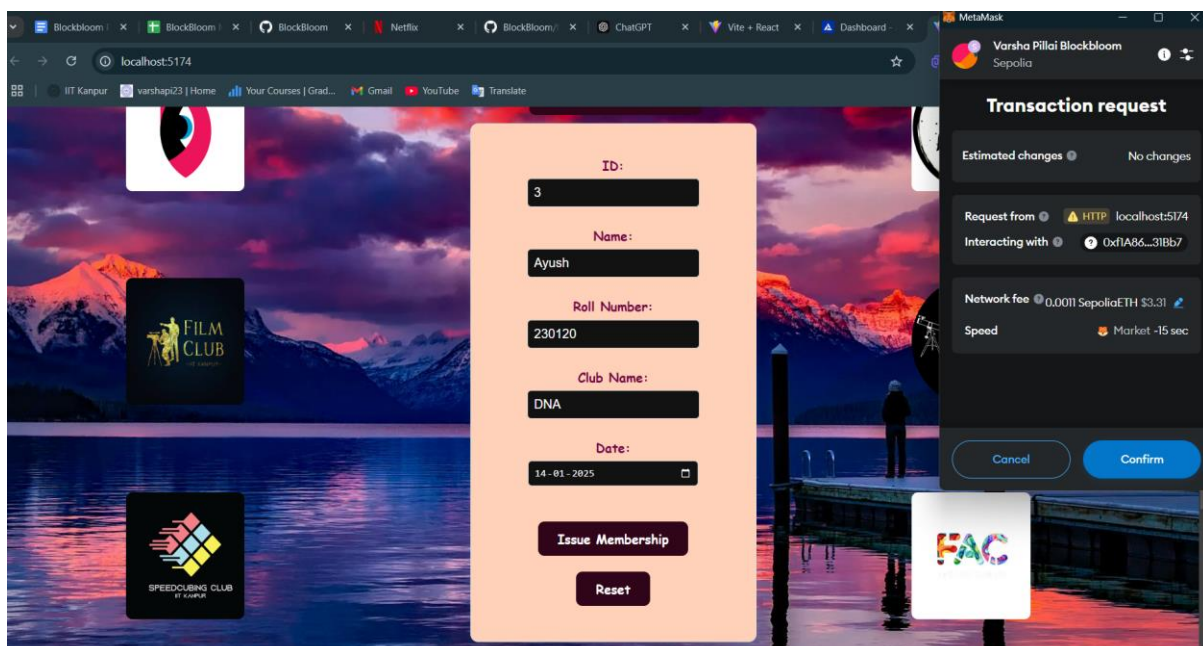 Blockbloom
BlockBloom
BlockBloom
Netflix
BlockBloom/
ChatGPT
Vite + React
Dashboard -
localhost:5174
IIT Kanpur
varshapi23 | Home
Your Courses | Grad...
Gmail
YouTube
Translate
ID:
3
Name:
Ayush
Roll Number:
230120
Club Name:
DNA
Date:
14-01-2025
Issue Membership
Reset
FILM
CLUB
IIT KANPUR
SPEEDCUBING CLUB
IIT KANPUR
FAC
MetaMask
Varsha Pillai Blockbloom
Sepolia
Transaction request
Estimated changes No changes
Request from HTTP localhost:5174
Interacting with 0xf1A86...31Bb7
Network fee 0.0011 SepoliaETH $3.31
Speed Market ~15 sec
Cancel Confirm